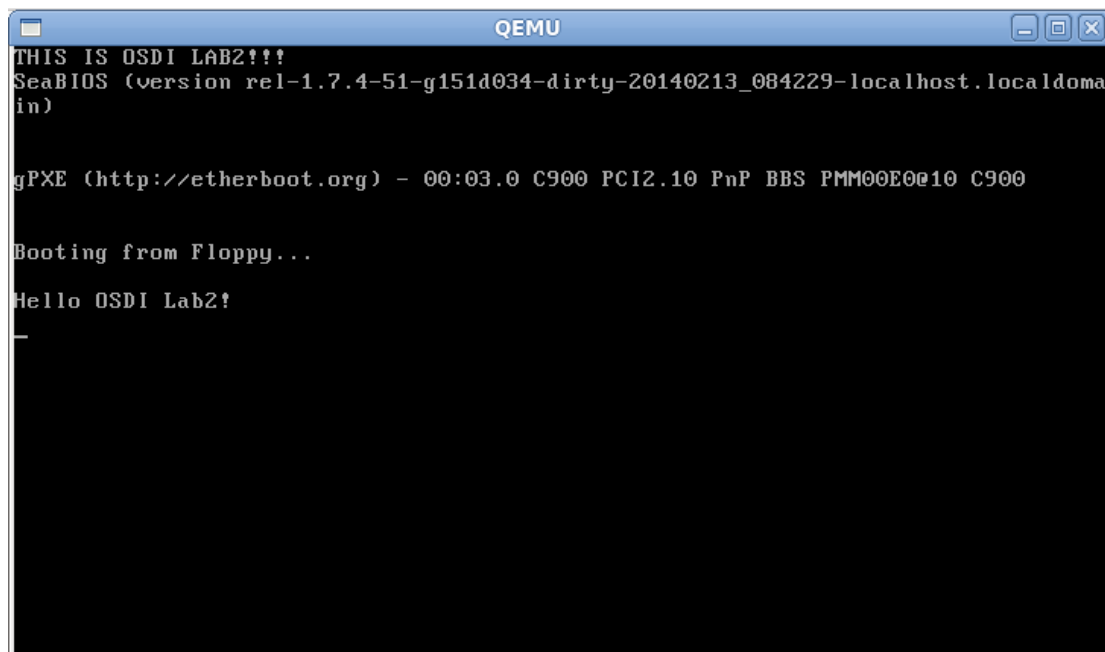 QEMU
THIS IS OSDI LAB2!!!
SeaBIOS (version rel-1.7.4-51-g151d034-dirty-20140213_084229-localhost.localdoma
in)
gPXE (http://etherboot.org) - 00:03.0 C900 PCI2.10 PnP BBS PMM00E0@10 C900
Booting from Floppy...
Hello OSDI Lab2!